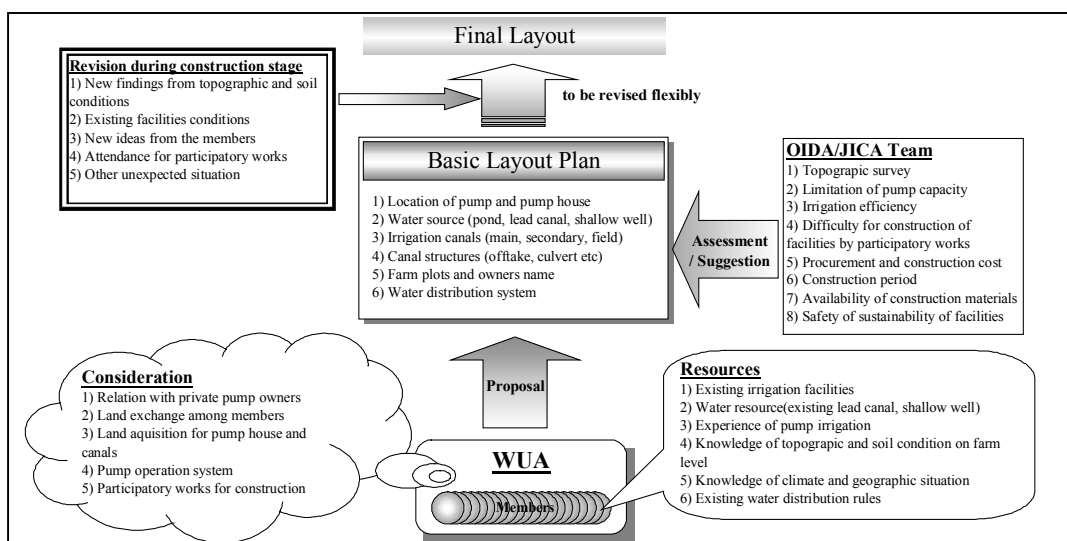 Final Layout
Revision during construction stage
1) New findings from topographic and soil
conditions
2) Existing facilities conditions
3) New ideas from the members
4) Attendance for participatory works
5) Other unexpected situation
to be revised flexibly
Basic Layout Plan
1) Location of pump and pump house
2) Water source (pond, lead canal, shallow well)
3) Irrigation canals (main, secondary, field)
4) Canal structures (offtake, culvert etc)
5) Farm plots and owners name
6) Water distribution system
Assessment
/ Suggestion
OIDA/JICA Team
1) Topograpic survey
2) Limitation of pump capacity
3) Irrigation efficiency
4) Difficulty for construction of
facilities by participatory works
5) Procurement and construction cost
6) Construction period
7) Availability of construction materials
8) Safety of sustainability of facilities
Consideration
1) Relation with private pump owners
2) Land exchange among members
3) Land aquisition for pump house and
canals
4) Pump operation system
5) Participatory works for construction
Proposal
WUA
Members
Resources
1) Existing irrigation facilities
2) Water resource(existing lead canal, shallow well)
3) Experience of pump irrigation
4) Knowledge of topograpic and soil condition on farm
level
5) Knowledge of climate and geographic situation
6) Existing water distribution rules